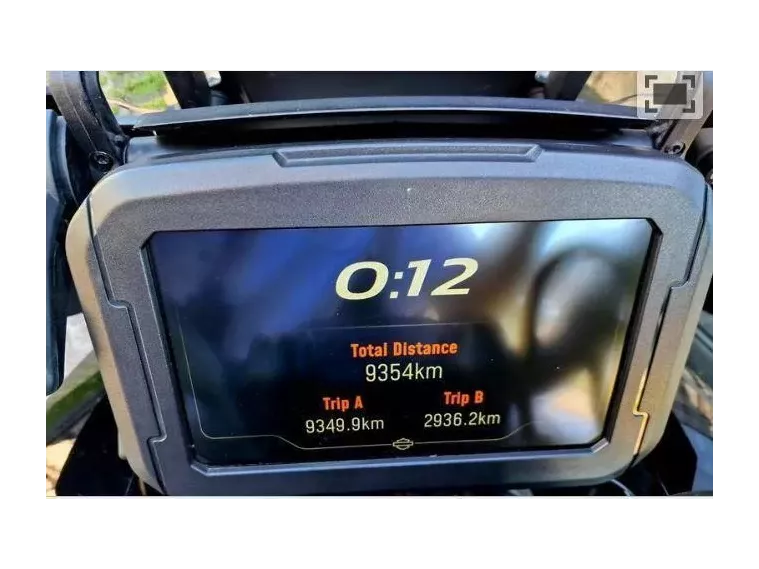 0:12
Total Distance
9354km
Trip A Trip B
9349.9km 2936.2km